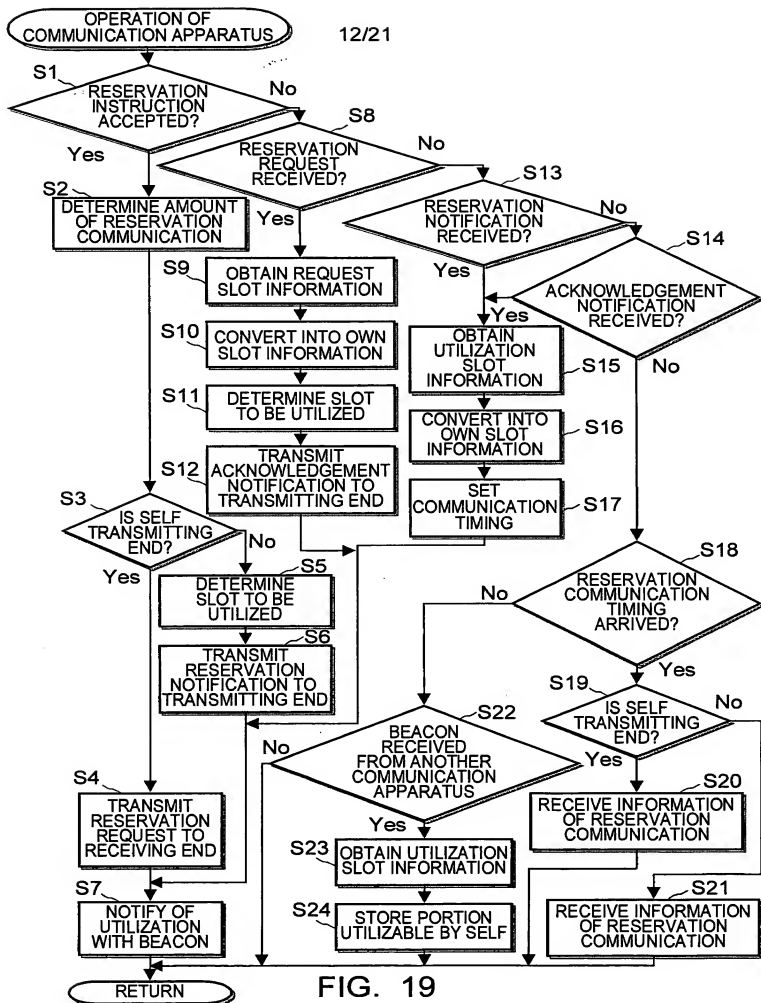 OPERATION OF
COMMUNICATION APPARATUS
12/21
S1
RESERVATION
INSTRUCTION
ACCEPTED?
No
Yes
S8
RESERVATION
REQUEST
RECEIVED?
No
Yes
S2
DETERMINE AMOUNT
OF RESERVATION
COMMUNICATION
S13
RESERVATION
NOTIFICATION
RECEIVED?
No
Yes
S14
ACKNOWLEDGEMENT
NOTIFICATION
RECEIVED?
Yes
No
S9
OBTAIN REQUEST
SLOT INFORMATION
S10
CONVERT INTO OWN
SLOT INFORMATION
S11
DETERMINE SLOT
TO BE UTILIZED
S12
TRANSMIT
ACKNOWLEDGEMENT
NOTIFICATION TO
TRANSMITTING END
OBTAIN
UTILIZATION
SLOT
INFORMATION
S15
CONVERT INTO
OWN SLOT
INFORMATION
S16
SET
COMMUNICATION
TIMING
S17
S3
IS SELF
TRANSMITTING
END?
No
Yes
S5
DETERMINE
SLOT TO BE
UTILIZED
S6
TRANSMIT
RESERVATION
NOTIFICATION TO
TRANSMITTING END
S18
RESERVATION
COMMUNICATION
TIMING
ARRIVED?
No
Yes
S19
IS SELF
TRANSMITTING
END?
No
Yes
S22
BEACON
RECEIVED
FROM ANOTHER
COMMUNICATION
APPARATUS
No
Yes
S4
TRANSMIT
RESERVATION
REQUEST TO
RECEIVING END
S20
RECEIVE INFORMATION
OF RESERVATION
COMMUNICATION
S23
OBTAIN UTILIZATION
SLOT INFORMATION
S7
NOTIFY OF
UTILIZATION
WITH BEACON
S24
STORE PORTION
UTILIZABLE BY SELF
S21
RECEIVE INFORMATION
OF RESERVATION
COMMUNICATION
RETURN
FIG. 19